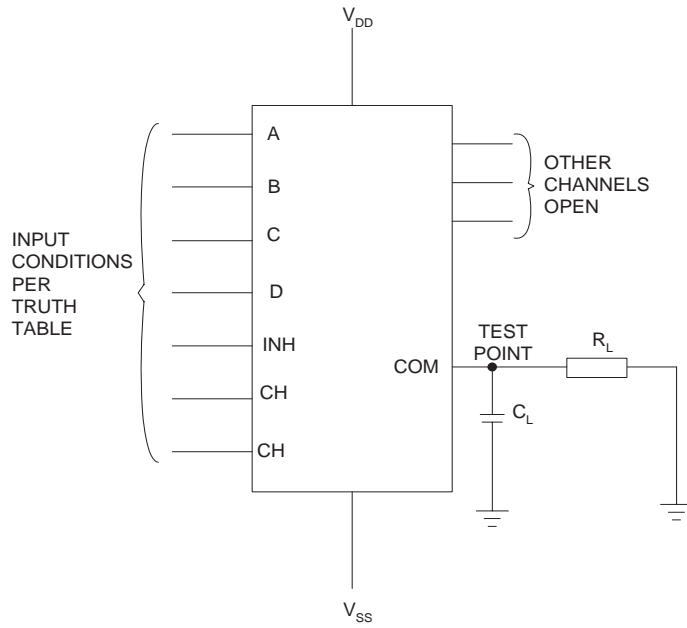 V_DD
A
B
C
D
INH
CH
CH
INPUT
CONDITIONS
PER
TRUTH
TABLE
OTHER
CHANNELS
OPEN
COM
TEST
POINT
R_L
C_L
V_SS